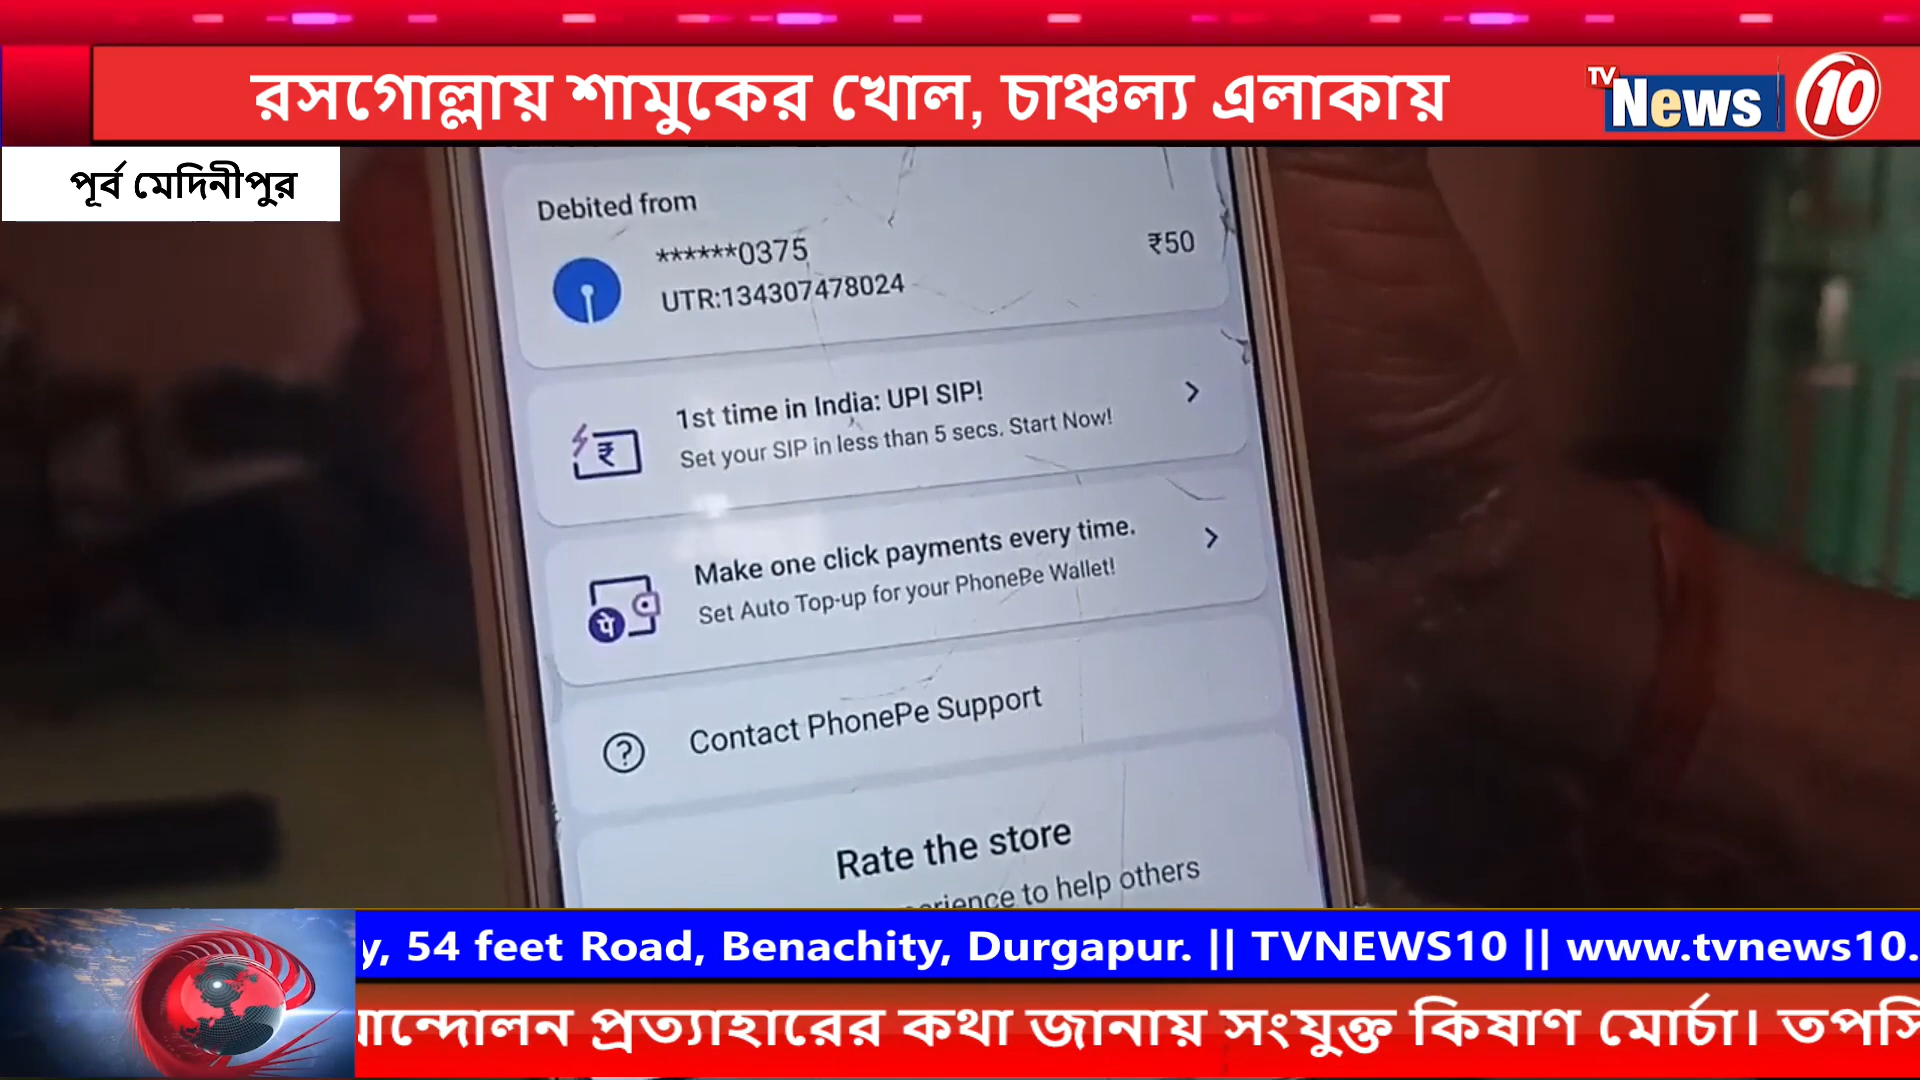 রসগোল্লায় শামুকের খোল, চাঞ্চল্য এলাকায়
TV News 10
পূর্ব মেদিনীপুর
Debited from
******0375
₹50
UTR:134307478024
1st time in India: UPI SIP!
Set your SIP in less than 5 secs. Start Now!
Make one click payments every time.
Set Auto Top-up for your PhonePe Wallet!
पे
Contact PhonePe Support
Rate the store
to help others
54 feet Road, Benachity, Durgapur. || TVNEWS10 || www.tvnews10.
প্রত্যাহারের কথা জানায় সংযুক্ত কিষাণ মোর্চা।